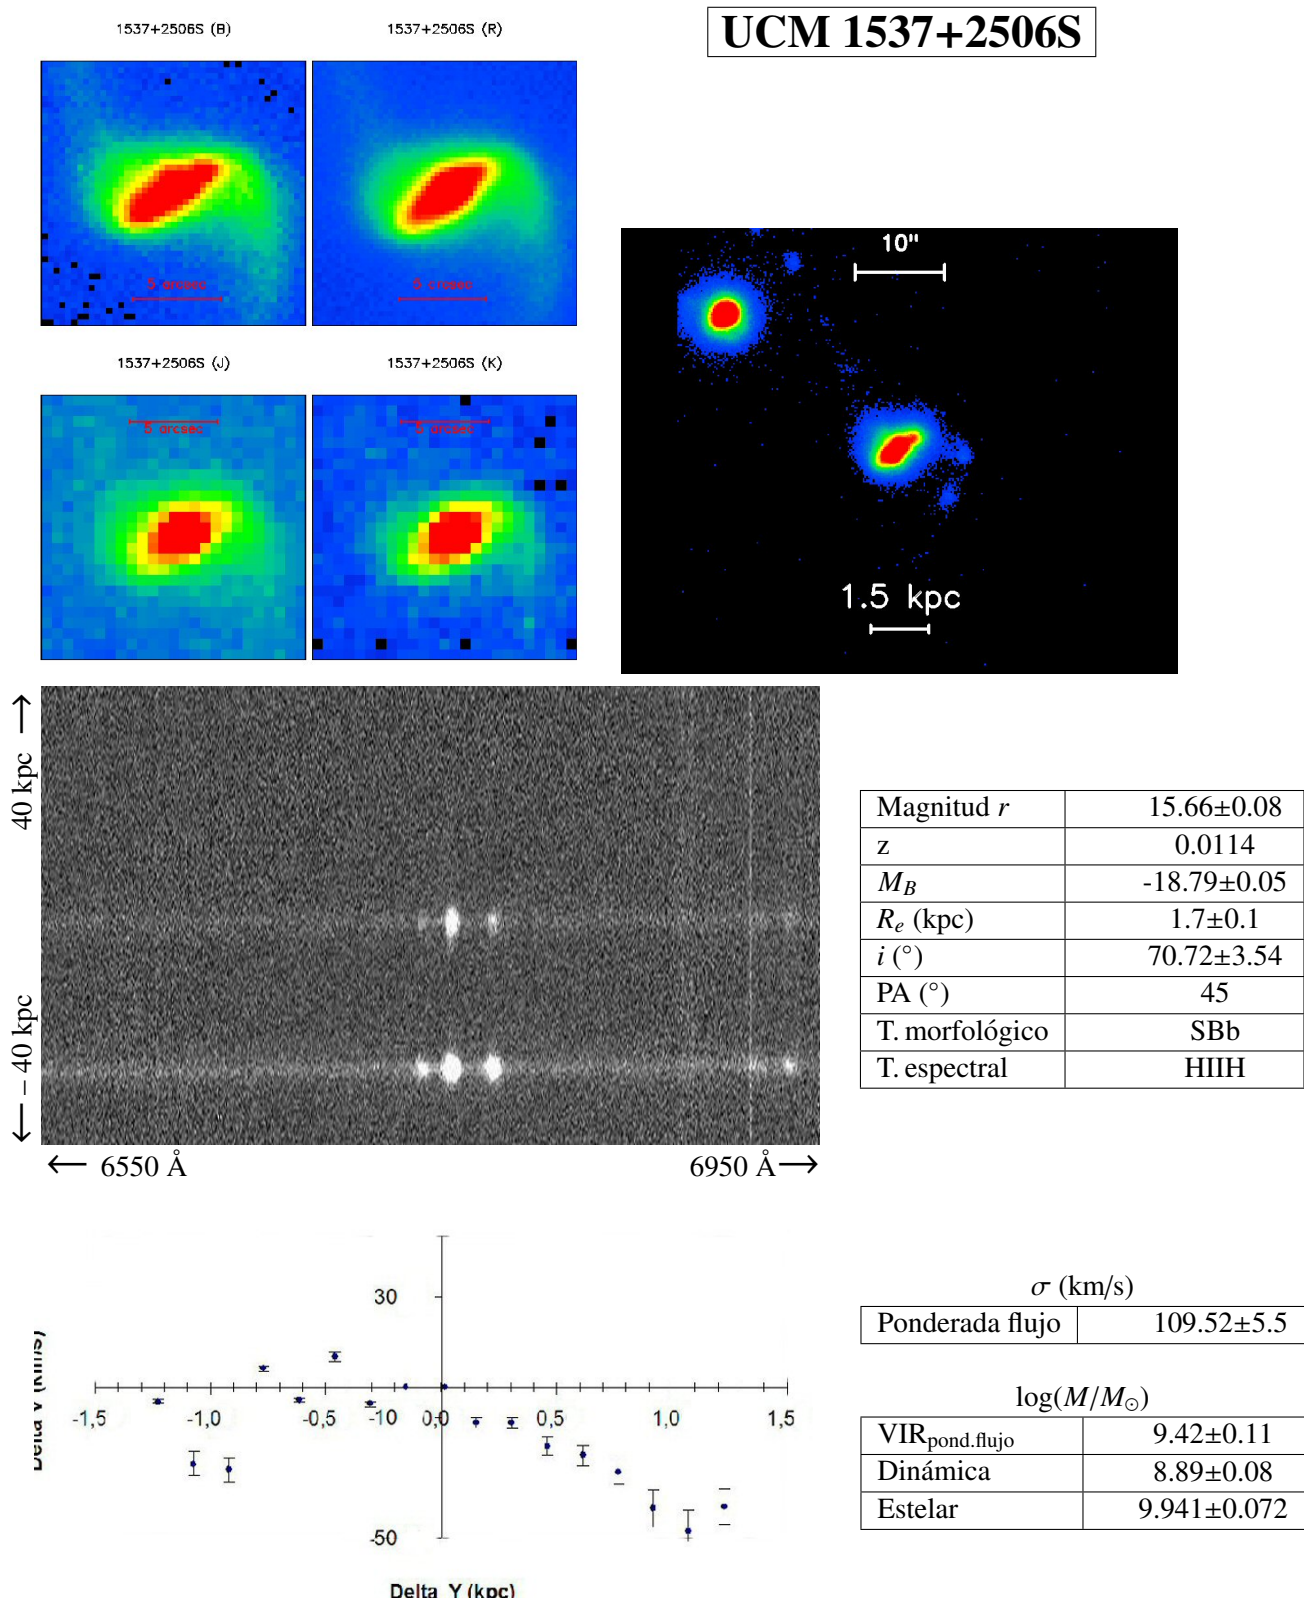 UCM 1537+2506S
1537+2506S (B)
1537+2506S (R)
5 arcsec
5 arcsec
1537+2506S (J)
1537+2506S (K)
5 arcsec
5 arcsec
10"
1.5 kpc
← − 40 kpc 40 kpc →
← 6550 Å 6950 Å →
Magnitud r 15.66±0.08
z 0.0114
M_B -18.79±0.05
R_e (kpc) 1.7±0.1
i (°) 70.72±3.54
PA (°) 45
T. morfológico SBb
T. espectral HIIH
Delta V (km/s)
30
-1,5 -1,0 -0,5 -10 0,0 0,5 1,0 1,5
-50
Delta Y (kpc)
σ (km/s)
Ponderada flujo 109.52±5.5
log(M/M⊙)
VIR pond.flujo 9.42±0.11
Dinámica 8.89±0.08
Estelar 9.941±0.072